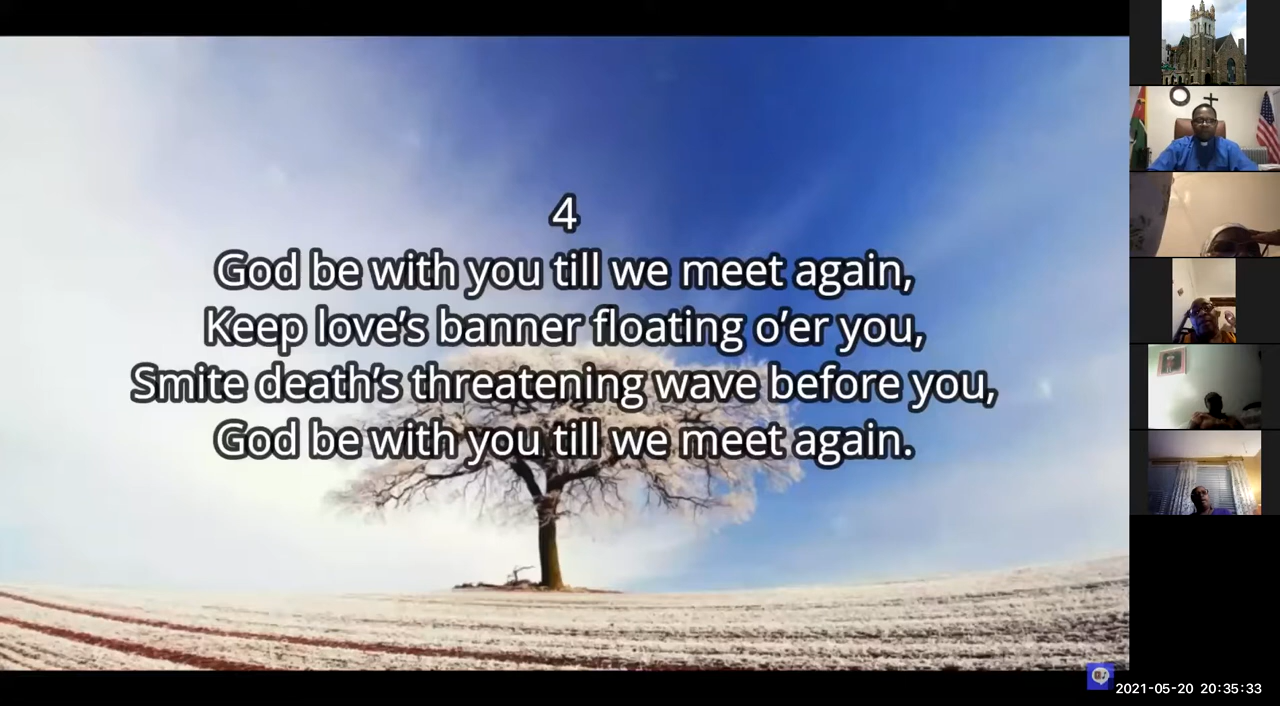 4
God be with you till we meet again,
Keep love’s banner floating o’er you,
Smite death’s threatening wave before you,
God be with you till we meet again.
2021-05-20 20:35:33